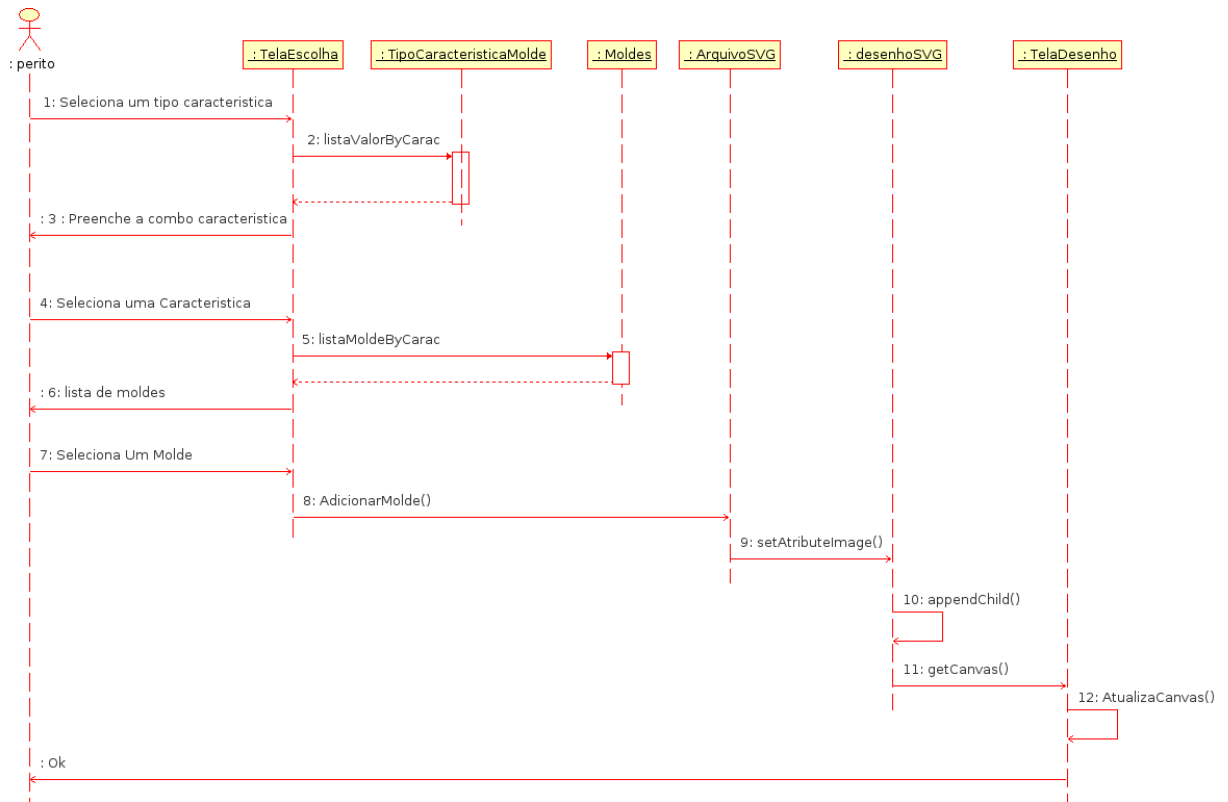 : perito
: TelaEscolha
: TipoCaracteristicaMolde
: Moldes
: ArquivoSVG
: desenhoSVG
: TelaDesenho
1: Seleciona um tipo caracteristica
2: listaValorByCarac
: 3 : Preenche a combo caracteristica
4: Seleciona uma Caracteristica
5: listaMoldeByCarac
: 6: lista de moldes
7: Seleciona Um Molde
8: AdicionarMolde()
9: setAtributeImage()
10: appendChild()
11: getCanvas()
12: AtualizaCanvas()
: Ok